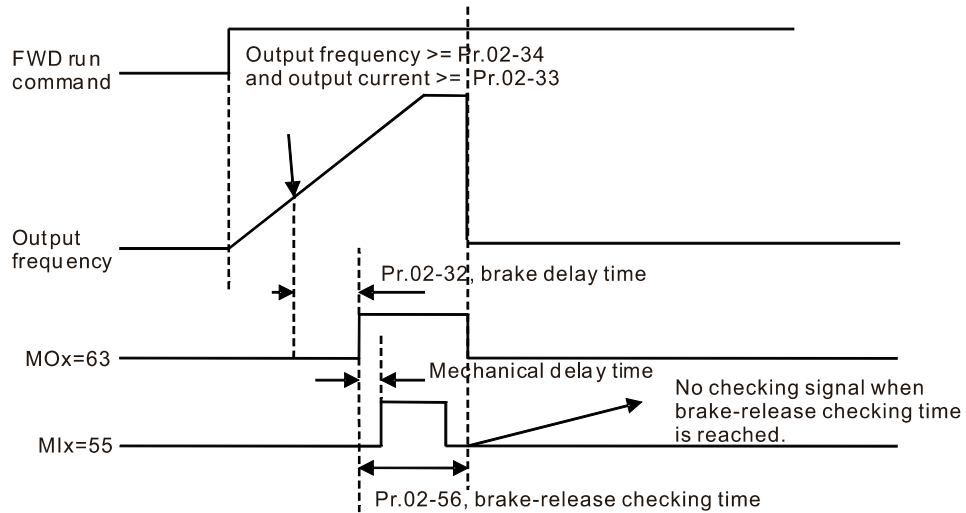 FWD run
command
Output frequency >= Pr.02-34
and output current >= Pr.02-33
Output
frequency
Pr.02-32, brake delay time
MOx=63
Mechanical delay time
No checking signal when
brake-release checking time
is reached.
MIx=55
Pr.02-56, brake-release checking time